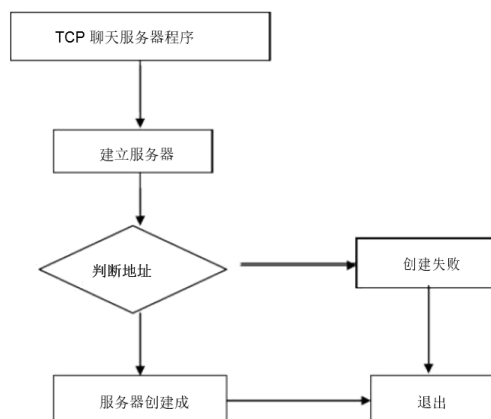 TCP 聊天服务器程序
建立服务器
判断地址
创建失败
服务器创建成
退出